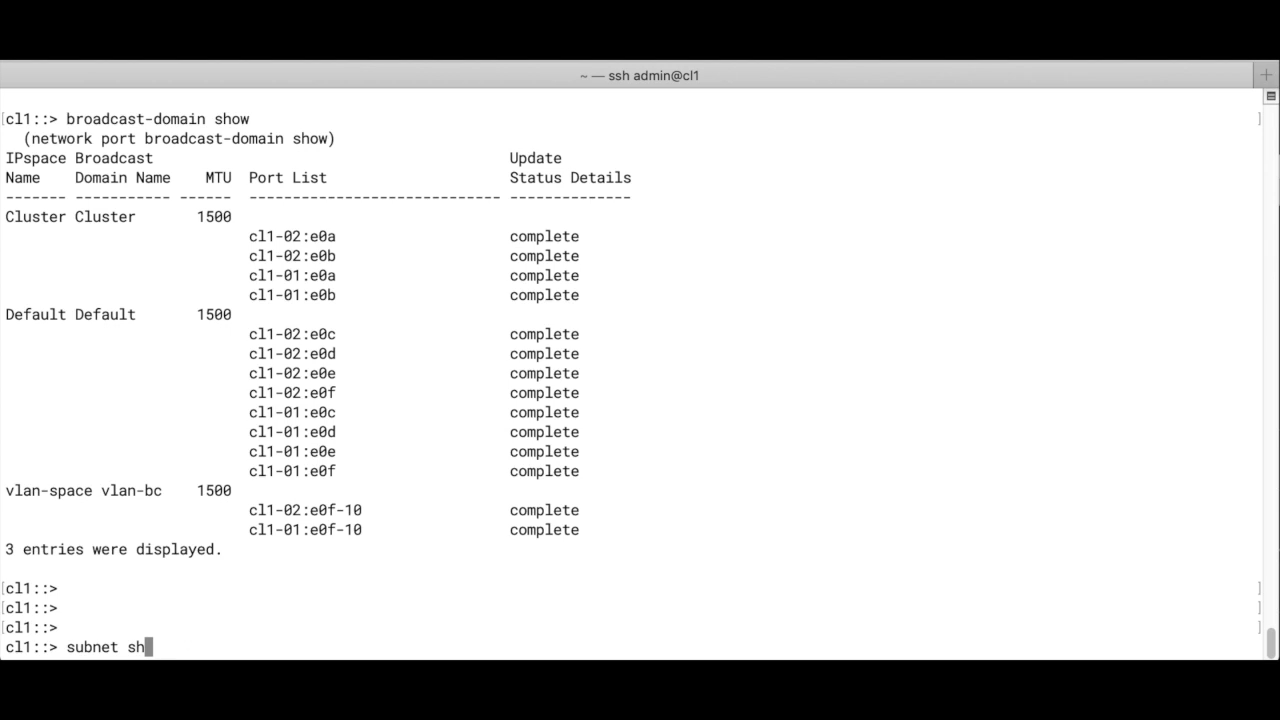 ~ — ssh admin@cl1
[cl1::> broadcast-domain show ]
(network port broadcast-domain show)
IPspace Broadcast Update
Name Domain Name MTU Port List Status Details
------- ----------- ------ ----------------------------- --------------
Cluster Cluster 1500
cl1-02:e0a complete
cl1-02:e0b complete
cl1-01:e0a complete
cl1-01:e0b complete
Default Default 1500
cl1-02:e0c complete
cl1-02:e0d complete
cl1-02:e0e complete
cl1-02:e0f complete
cl1-01:e0c complete
cl1-01:e0d complete
cl1-01:e0e complete
cl1-01:e0f complete
vlan-space vlan-bc 1500
cl1-02:e0f-10 complete
cl1-01:e0f-10 complete
3 entries were displayed.
[cl1::> ]
[cl1::> ]
[cl1::> ]
cl1::> subnet sh